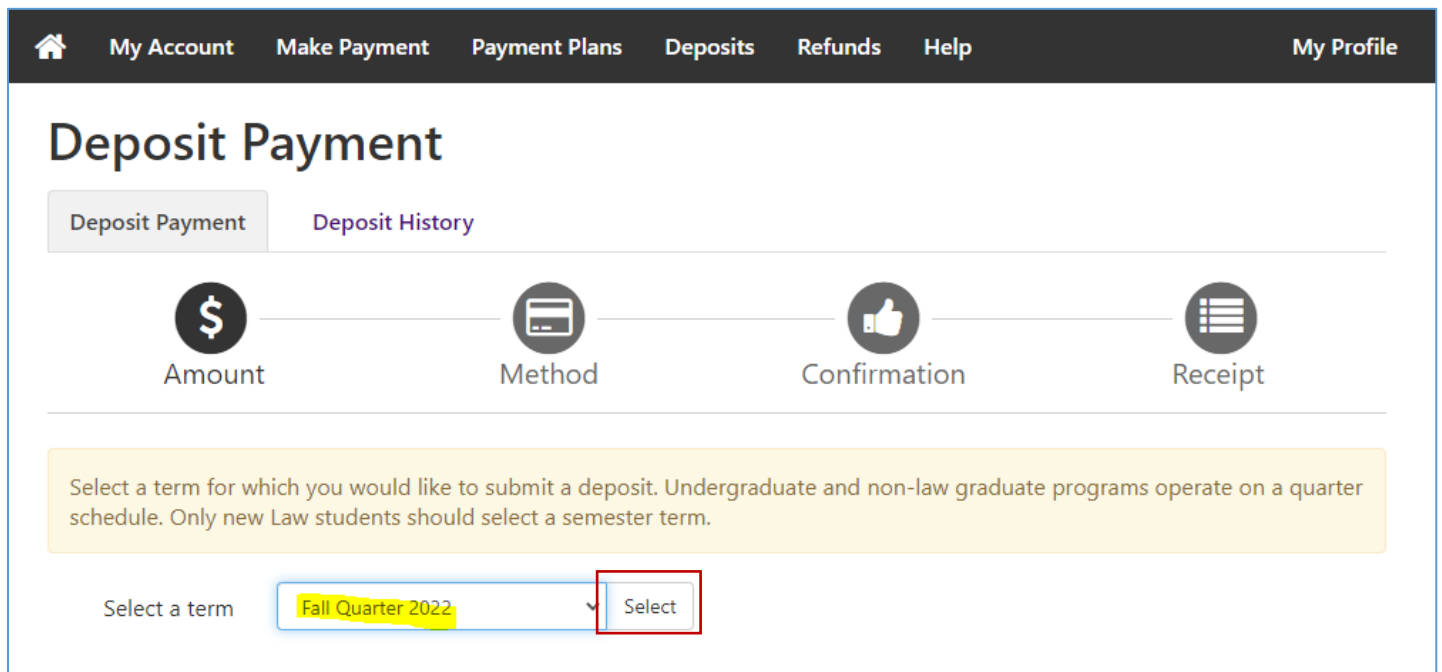 My Account Make Payment Payment Plans Deposits Refunds Help My Profile
Deposit Payment
Deposit Payment Deposit History
$
Amount Method Confirmation Receipt
Select a term for which you would like to submit a deposit. Undergraduate and non-law graduate programs operate on a quarter
schedule. Only new Law students should select a semester term.
Select a term Fall Quarter 2022 Select